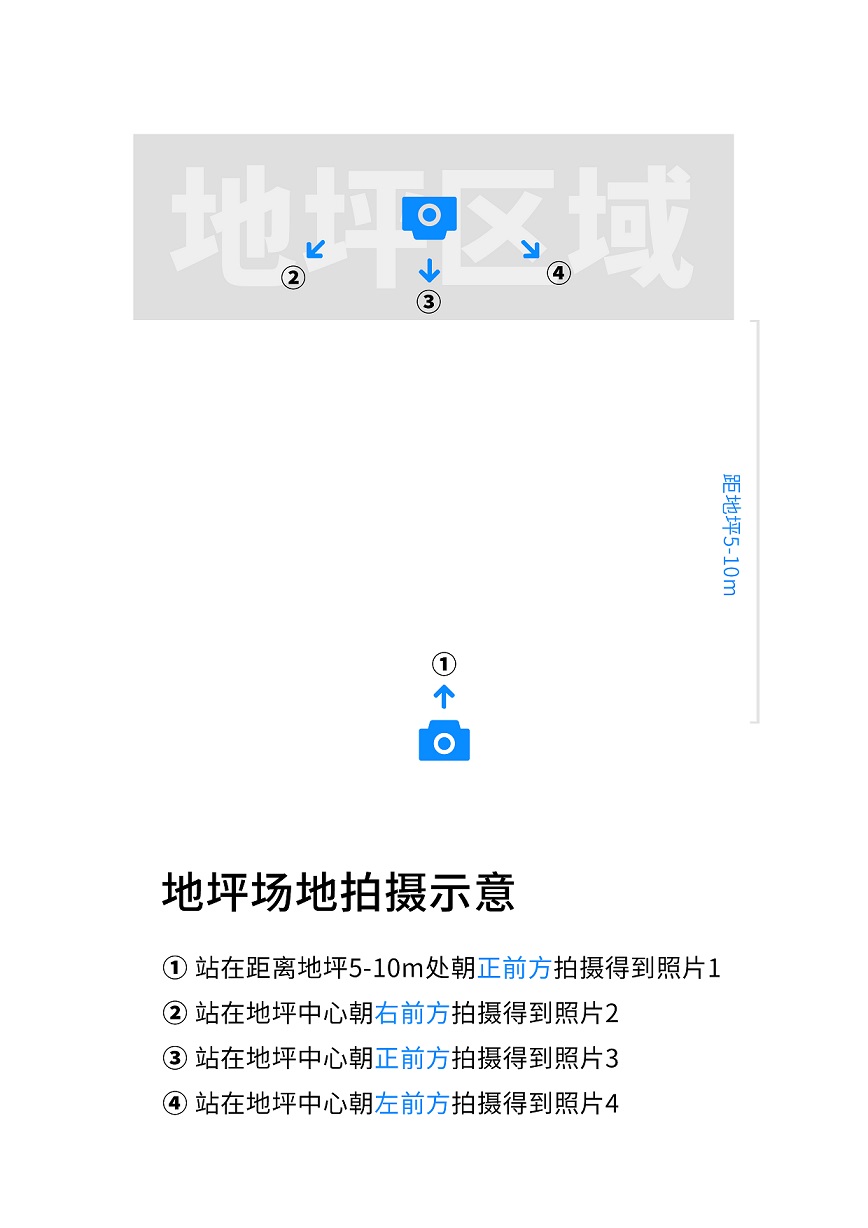 地坪区域
②
④
③
距地坪5-10m
①
地坪场地拍摄示意
① 站在距离地坪5-10m处朝正前方拍摄得到照片1
② 站在地坪中心朝右前方拍摄得到照片2
③ 站在地坪中心朝正前方拍摄得到照片3
④ 站在地坪中心朝左前方拍摄得到照片4